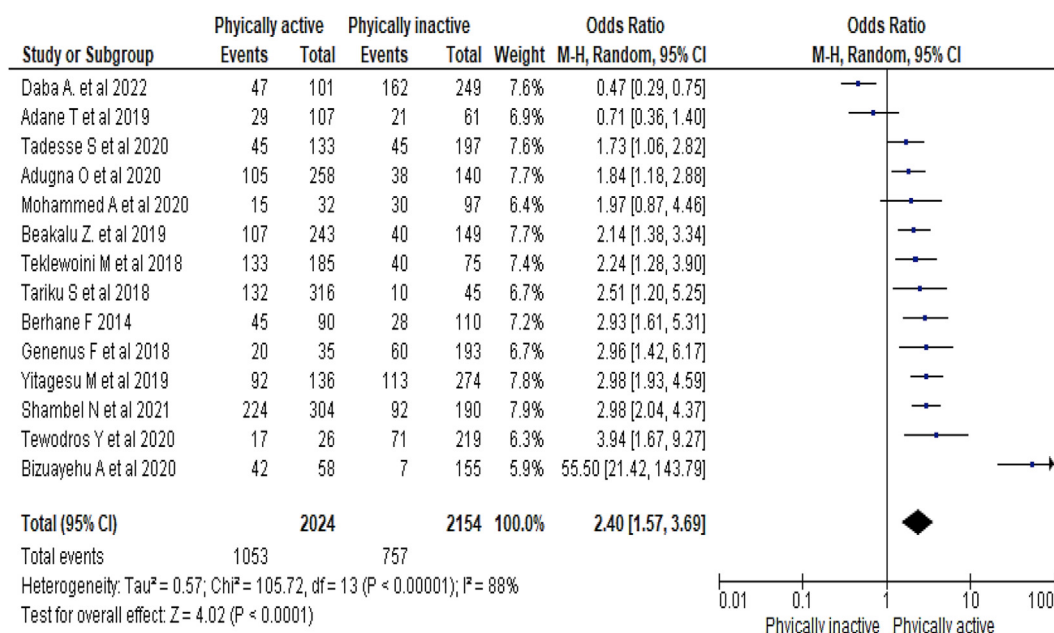 Phyically active Phyically inactive Odds Ratio Odds Ratio
Study or Subgroup Events Total Events Total Weight M-H, Random, 95% CI M-H, Random, 95% CI
Daba A. et al 2022 47 101 162 249 7.6% 0.47 [0.29, 0.75]
Adane T et al 2019 29 107 21 61 6.9% 0.71 [0.36, 1.40]
Tadesse S et al 2020 45 133 45 197 7.6% 1.73 [1.06, 2.82]
Adugna O et al 2020 105 258 38 140 7.7% 1.84 [1.18, 2.88]
Mohammed A et al 2020 15 32 30 97 6.4% 1.97 [0.87, 4.46]
Beakalu Z. et al 2019 107 243 40 149 7.7% 2.14 [1.38, 3.34]
Teklewoini M et al 2018 133 185 40 75 7.4% 2.24 [1.28, 3.90]
Tariku S et al 2018 132 316 10 45 6.7% 2.51 [1.20, 5.25]
Berhane F 2014 45 90 28 110 7.2% 2.93 [1.61, 5.31]
Genenus F et al 2018 20 35 60 193 6.7% 2.96 [1.42, 6.17]
Yitagesu M et al 2019 92 136 113 274 7.8% 2.98 [1.93, 4.59]
Shambel N et al 2021 224 304 92 190 7.9% 2.98 [2.04, 4.37]
Tewodros Y et al 2020 17 26 71 219 6.3% 3.94 [1.67, 9.27]
Bizuayehu A et al 2020 42 58 7 155 5.9% 55.50 [21.42, 143.79]
Total (95% CI) 2024 2154 100.0% 2.40 [1.57, 3.69]
Total events 1053 757
Heterogeneity: Tau² = 0.57; Chi² = 105.72, df = 13 (P < 0.00001); I² = 88%
Test for overall effect: Z = 4.02 (P < 0.0001)
0.01 0.1 1 10 100
Phyically inactive Phyically active